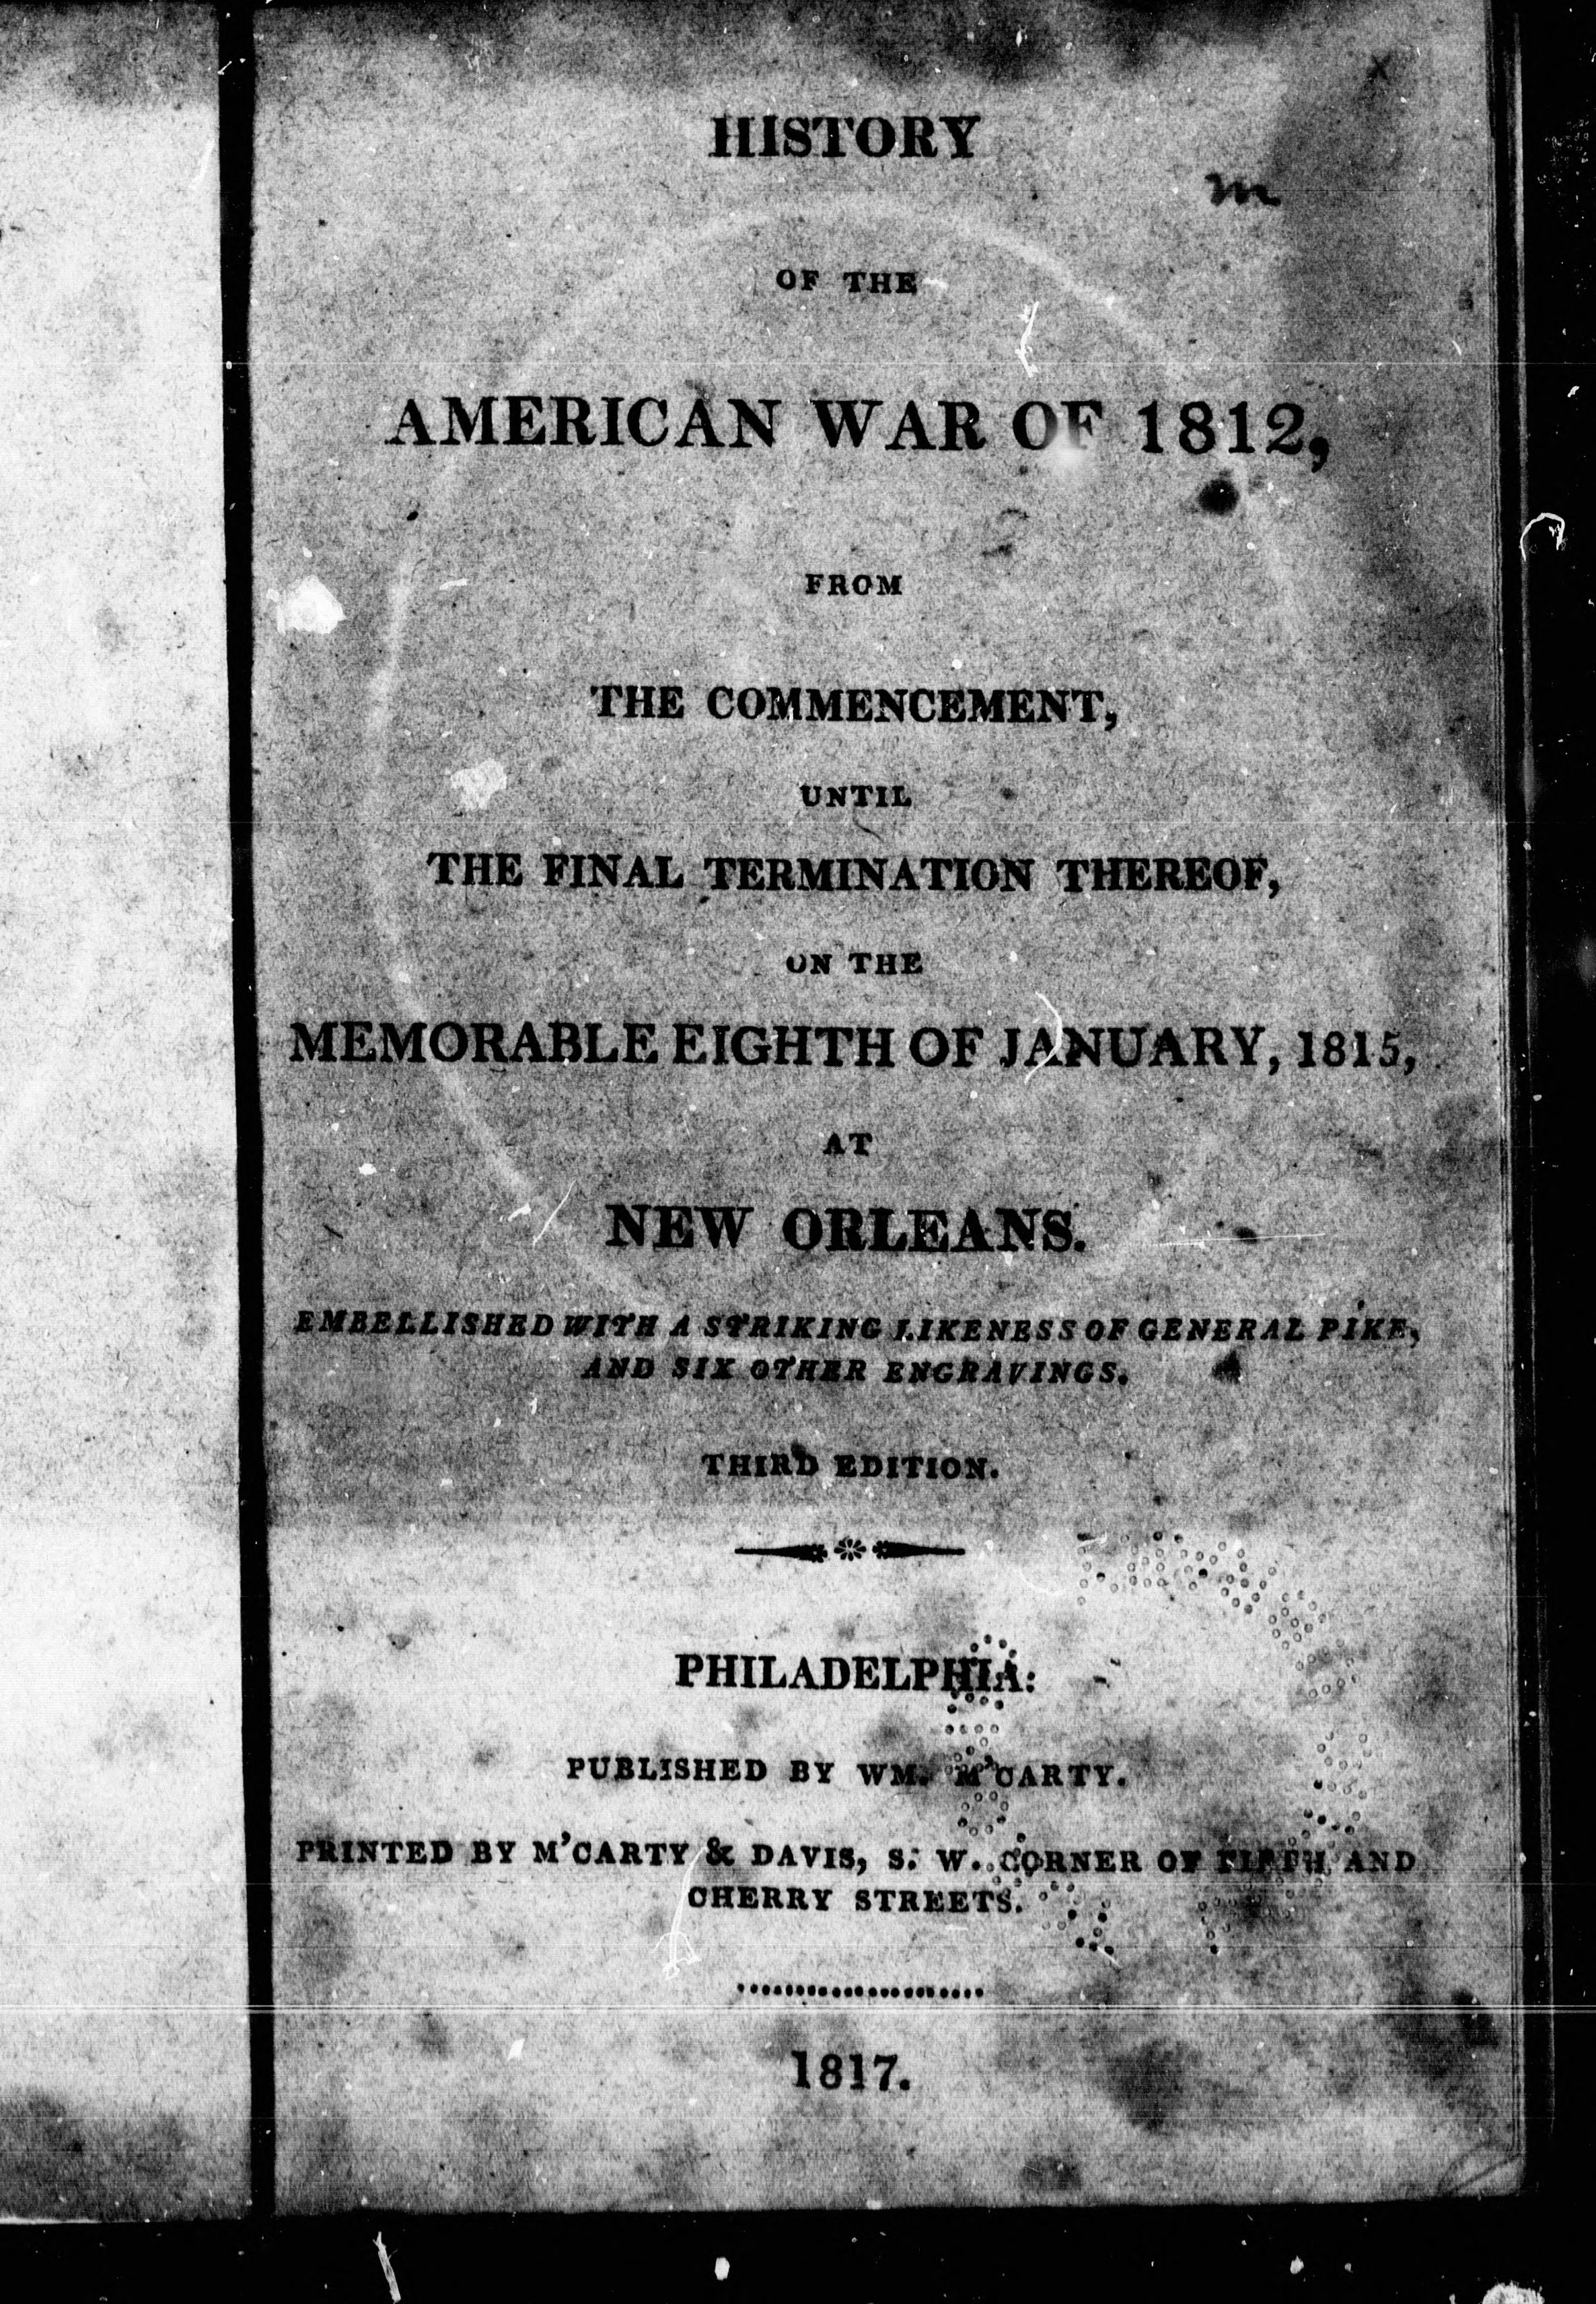 HISTORY
m
OF THE
AMERICAN WAR OF 1812,
FROM
THE COMMENCEMENT,
UNTIL
THE FINAL TERMINATION THEREOF,
ON THE
MEMORABLE EIGHTH OF JANUARY, 1815,
AT
NEW ORLEANS.
EMBELLISHED WITH A STRIKING LIKENESS OF GENERAL PIKE,
AND SIX OTHER ENGRAVINGS.
THIRD EDITION.
PHILADELPHIA:
PUBLISHED BY WM. M'CARTY.
PRINTED BY M'CARTY & DAVIS, S. W. CORNER OF FIFTH AND
CHERRY STREETS.
1817.